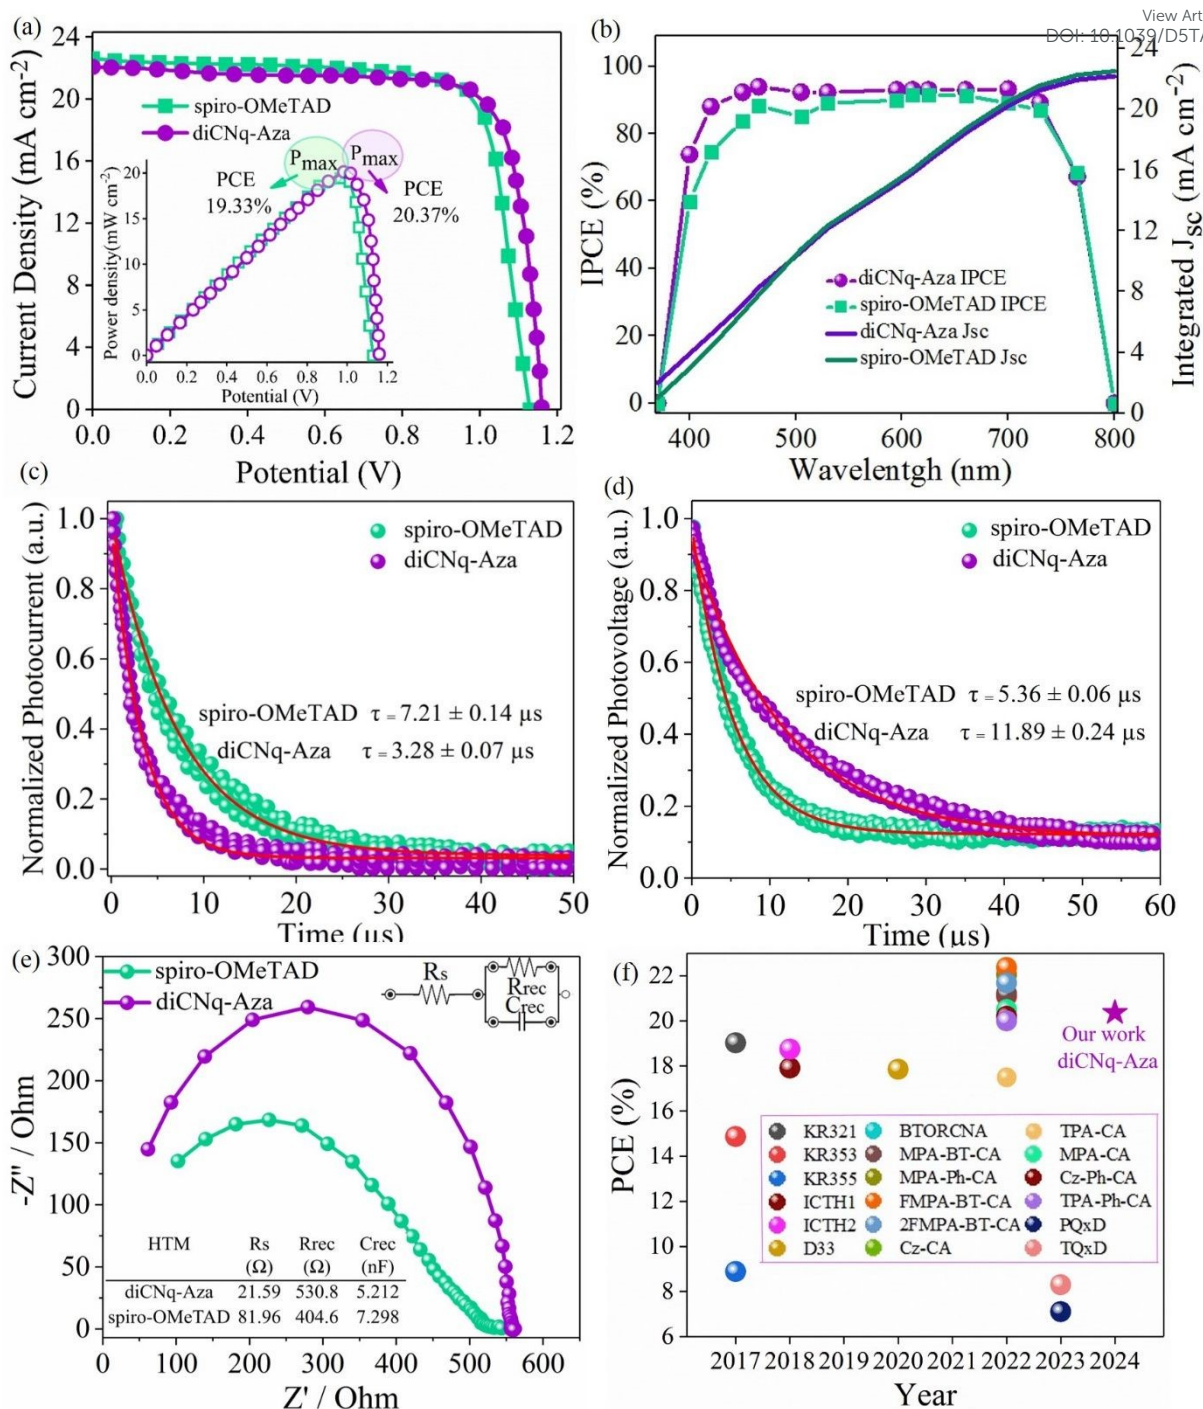 View Art
DOI: 10.1039/D5TA
(a)
24
20
16
12
8
4
0
Current Density (mA cm⁻²)
spiro-OMeTAD
diCNq-Aza
Pmax
Pmax
PCE
19.33%
PCE
20.37%
Power density(mW cm⁻²)
20
15
10
5
0
0.0 0.2 0.4 0.6 0.8 1.0 1.2
Potential (V)
0.0 0.2 0.4 0.6 0.8 1.0 1.2
Potential (V)
(b)
100
80
60
40
20
0
IPCE (%)
diCNq-Aza IPCE
spiro-OMeTAD IPCE
diCNq-Aza Jsc
spiro-OMeTAD Jsc
24
20
16
12
8
4
0
Integrated Jsc (mA cm⁻²)
400 500 600 700 800
Wavelentgh (nm)
(c)
1.0
0.8
0.6
0.4
0.2
0.0
Normalized Photocurrent (a.u.)
spiro-OMeTAD
diCNq-Aza
spiro-OMeTAD τ = 7.21 ± 0.14 µs
diCNq-Aza τ = 3.28 ± 0.07 µs
0 10 20 30 40 50
Time (µs)
(d)
1.0
0.8
0.6
0.4
0.2
0.0
Normalized Photovoltage (a.u.)
spiro-OMeTAD
diCNq-Aza
spiro-OMeTAD τ = 5.36 ± 0.06 µs
diCNq-Aza τ = 11.89 ± 0.24 µs
0 10 20 30 40 50 60
Time (µs)
(e)
300
250
200
150
100
50
0
-Z" / Ohm
spiro-OMeTAD
diCNq-Aza
Rs
Rrec
Crec
HTM Rs Rrec Crec
(Ω) (Ω) (nF)
diCNq-Aza 21.59 530.8 5.212
spiro-OMeTAD 81.96 404.6 7.298
0 100 200 300 400 500 600
Z' / Ohm
(f)
22
20
18
16
14
12
10
8
6
PCE (%)
Our work
diCNq-Aza
KR321 BTORCNA TPA-CA
KR353 MPA-BT-CA MPA-CA
KR355 MPA-Ph-CA Cz-Ph-CA
ICTH1 FMPA-BT-CA TPA-Ph-CA
ICTH2 2FMPA-BT-CA PQxD
D33 Cz-CA TQxD
2017 2018 2019 2020 2021 2022 2023 2024
Year